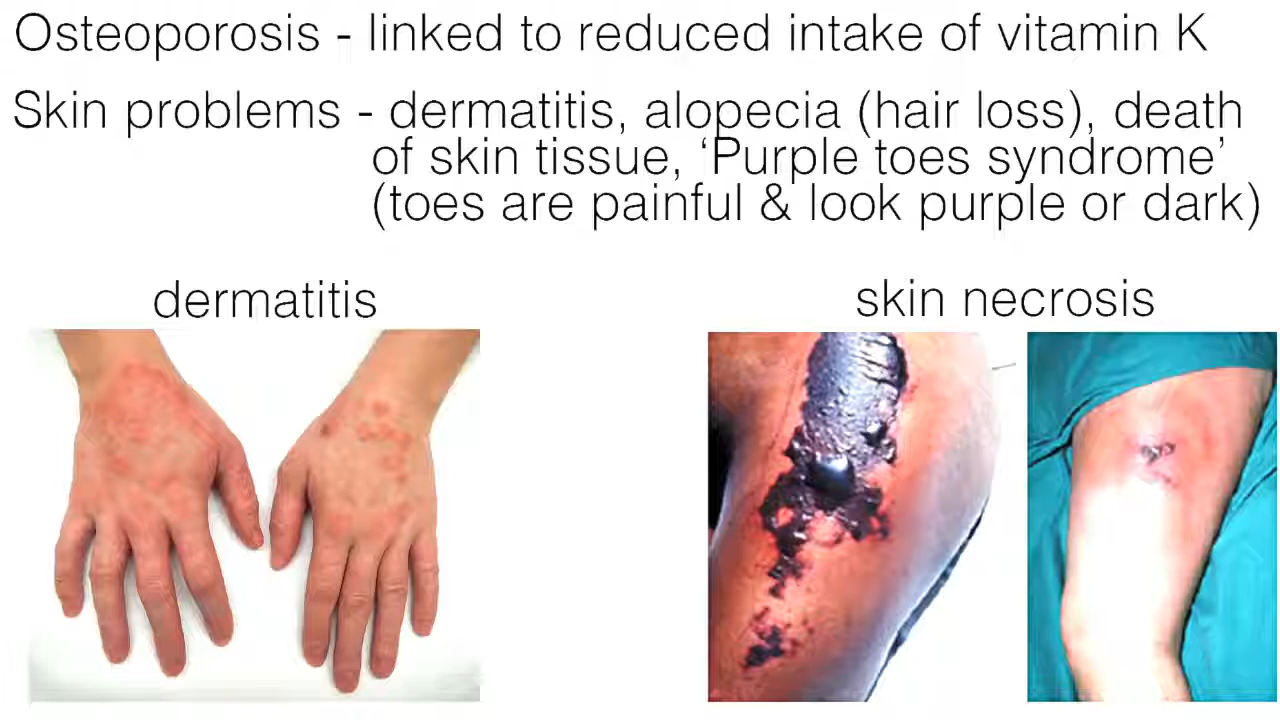 Osteoporosis - linked to reduced intake of vitamin K
Skin problems - dermatitis, alopecia (hair loss), death
of skin tissue, ‘Purple toes syndrome’
(toes are painful & look purple or dark)
dermatitis
skin necrosis